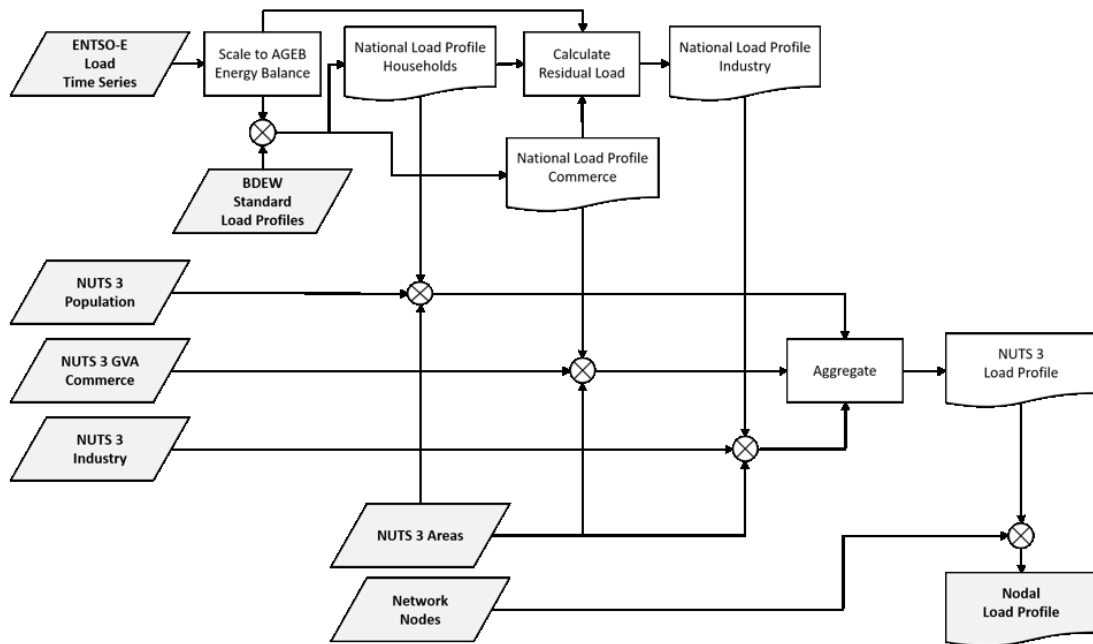 ENTSO-E
Load
Time Series
Scale to AGEB
Energy Balance
National Load Profile
Households
Calculate
Residual Load
National Load Profile
Industry
BDEW
Standard
Load Profiles
National Load Profile
Commerce
NUTS 3
Population
NUTS 3 GVA
Commerce
NUTS 3
Industry
Aggregate
NUTS 3
Load Profile
NUTS 3 Areas
Network
Nodes
Nodal
Load Profile